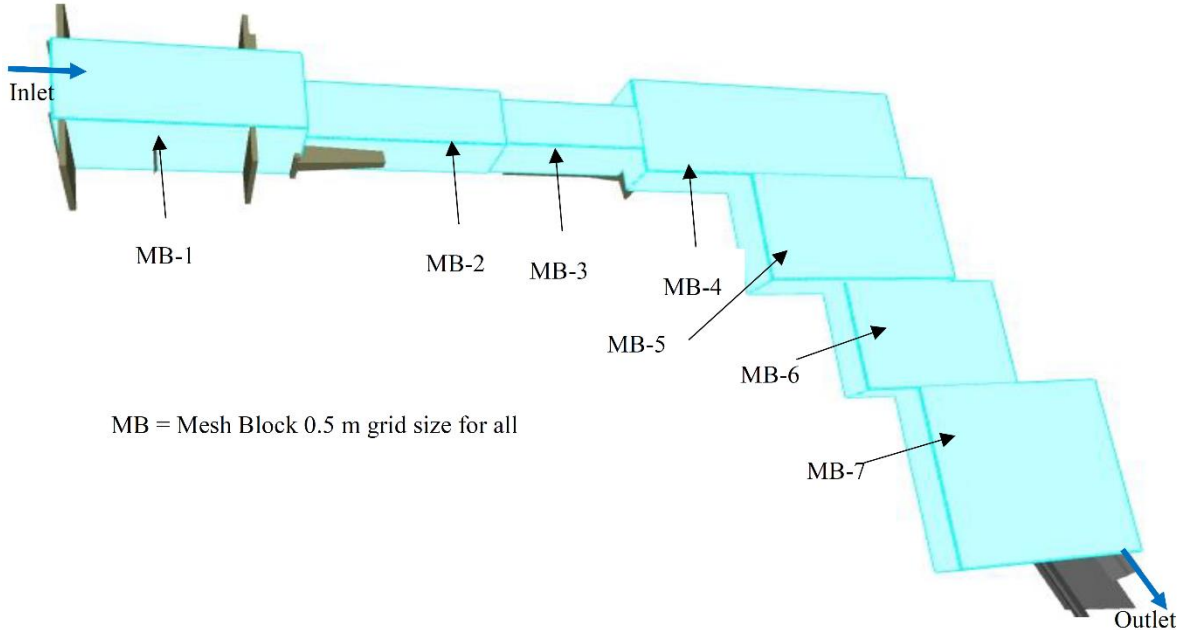 Inlet
MB-1
MB-2
MB-3
MB-4
MB-5
MB-6
MB = Mesh Block 0.5 m grid size for all
MB-7
Outlet